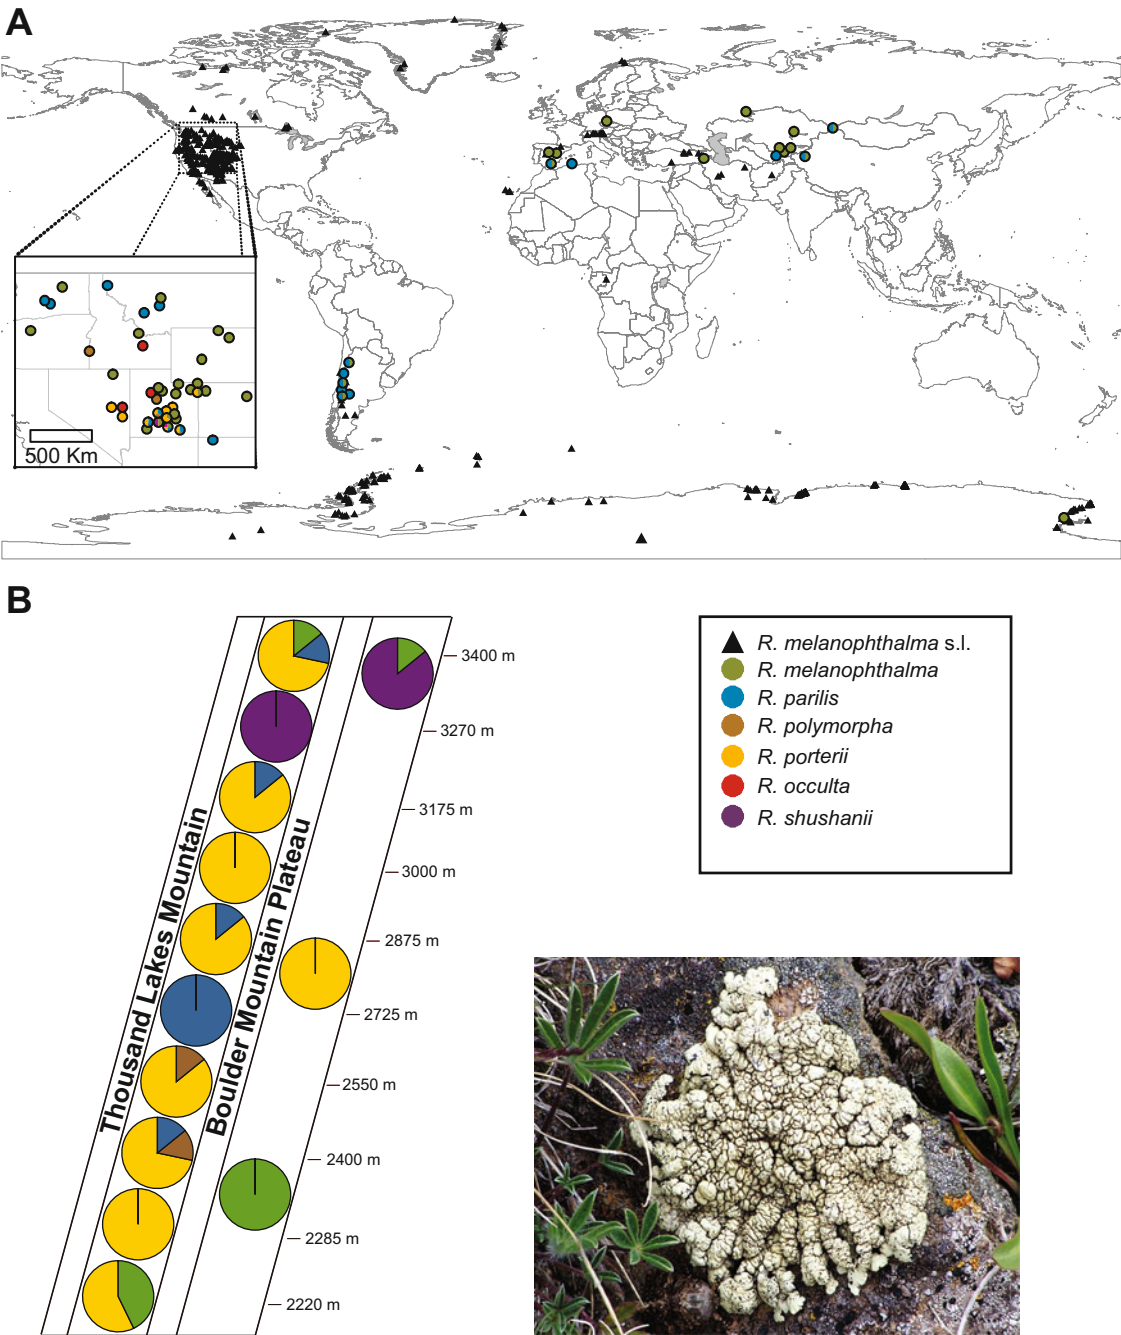 A
500 Km
B
3400 m
3270 m
3175 m
3000 m
2875 m
2725 m
2550 m
2400 m
2285 m
2220 m
Thousand Lakes Mountain
Boulder Mountain Plateau
R. melanophthalma s.l.
R. melanophthalma
R. parilis
R. polymorpha
R. porterii
R. occulta
R. shushanii